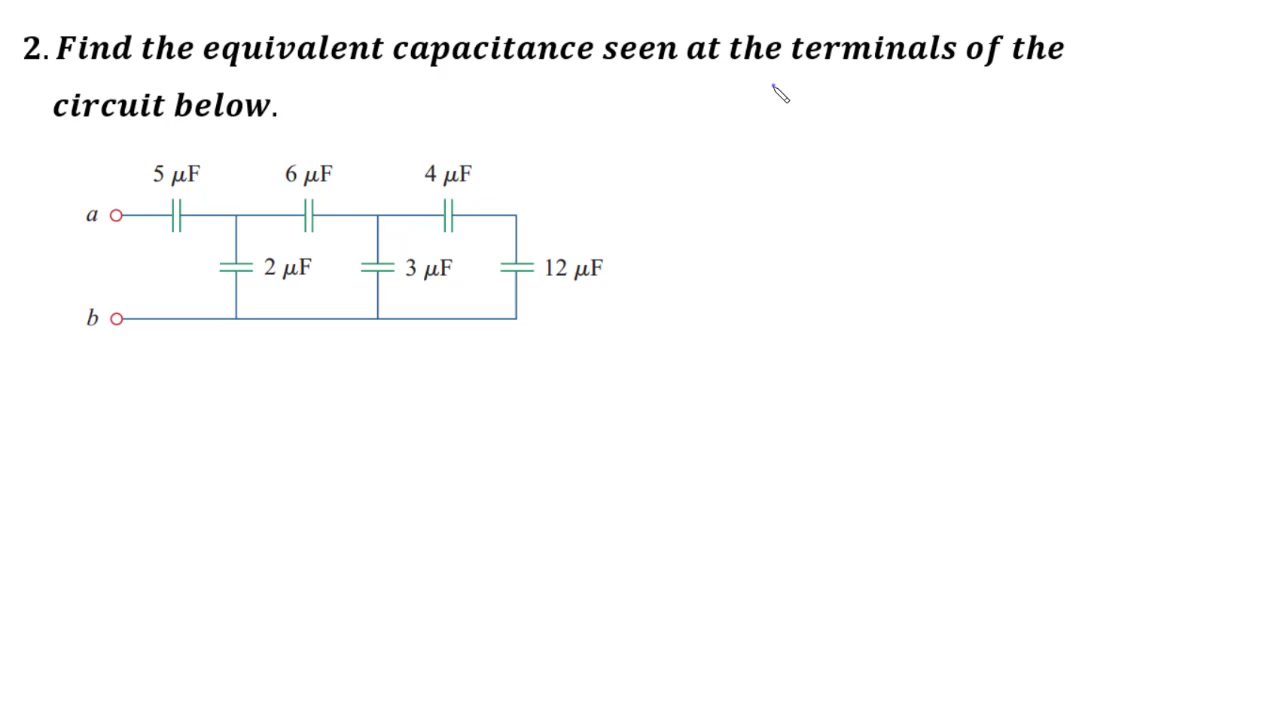 2. Find the equivalent capacitance seen at the terminals of the
circuit below.
5 μF 6 μF 4 μF
a
2 μF 3 μF 12 μF
b